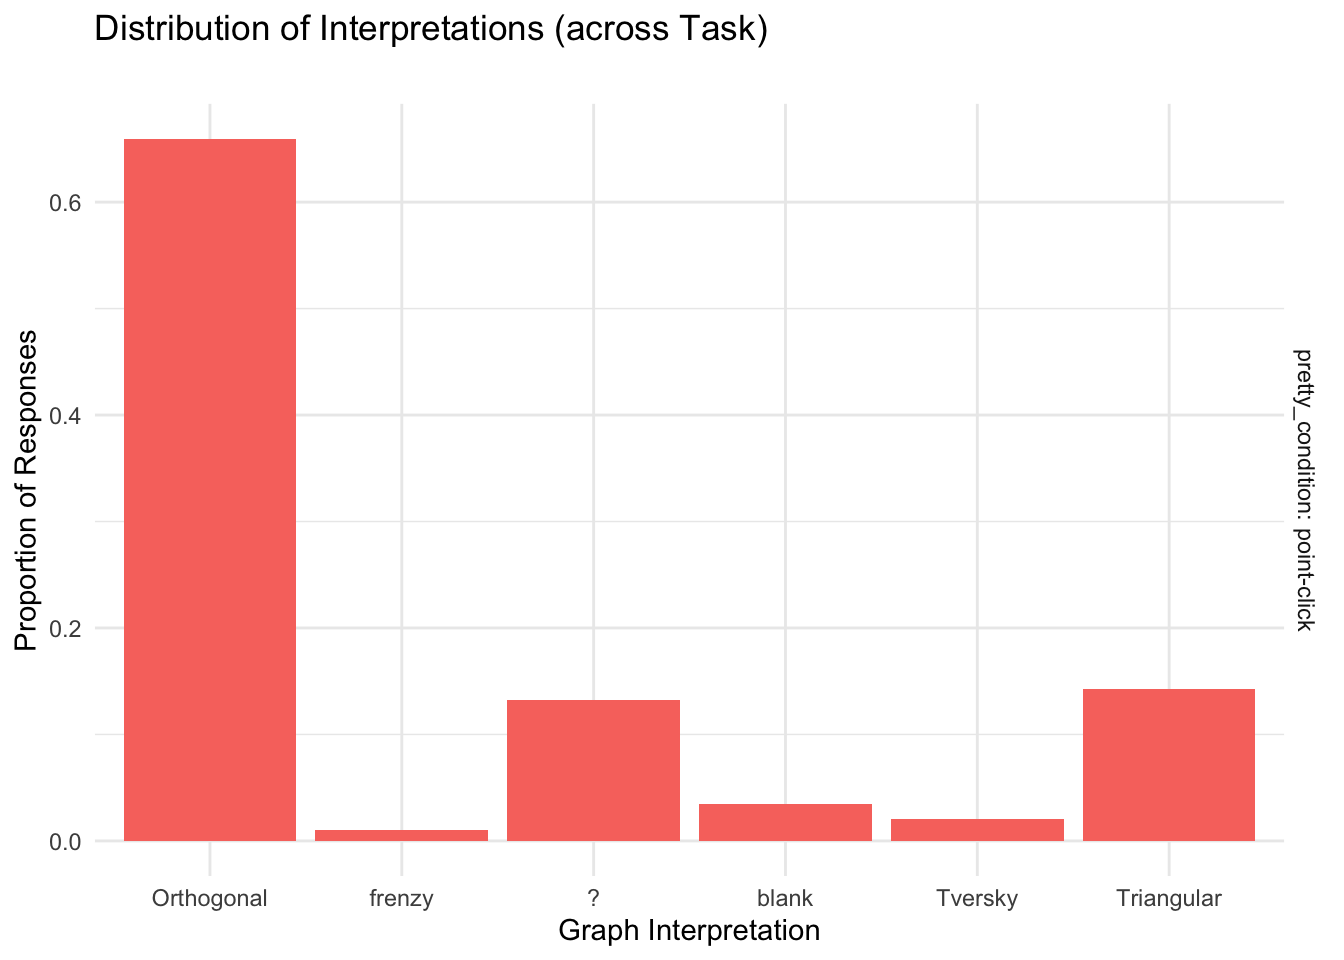 Distribution of Interpretations (across Task)
Proportion of Responses
0.6
0.4
0.2
0.0
pretty_condition: point-click
Orthogonal
frenzy
?
blank
Tversky
Triangular
Graph Interpretation